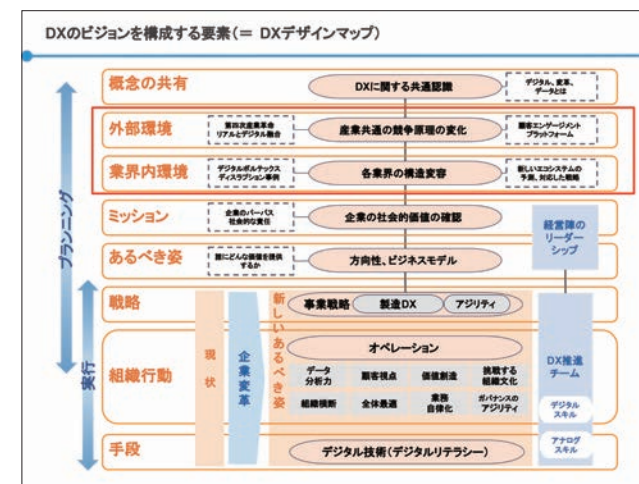 DXのビジョンを構成する要素(= DXデザインマップ)
プランニング
実行
概念の共有
DXに関する共通認識
デジタル、変革、
データとは
外部環境
第四次産業革命
リアルとデジタル融合
産業共通の競争原理の変化
顧客エンゲージメント
プラットフォーム
業界内環境
デジタルボルテックス
ディスラプション事例
各業界の構造変容
新しいエコシステムの
予測、対応した戦略
ミッション
企業のパーパス
社会的な責任
企業の社会的価値の確認
経営陣の
リーダー
シップ
あるべき姿
誰にどんな価値を提供
するか
方向性、ビジネスモデル
戦略
現状
企業変革
新しいあるべき姿
事業戦略
製造DX
アジリティ
組織行動
オペレーション
データ
分析力
顧客視点
価値創造
挑戦する
組織文化
組織横断
全体最適
業務
自律化
ガバナンスの
アジリティ
DX推進
チーム
デジタル
スキル
アナログ
スキル
手段
デジタル技術(デジタルリテラシー)